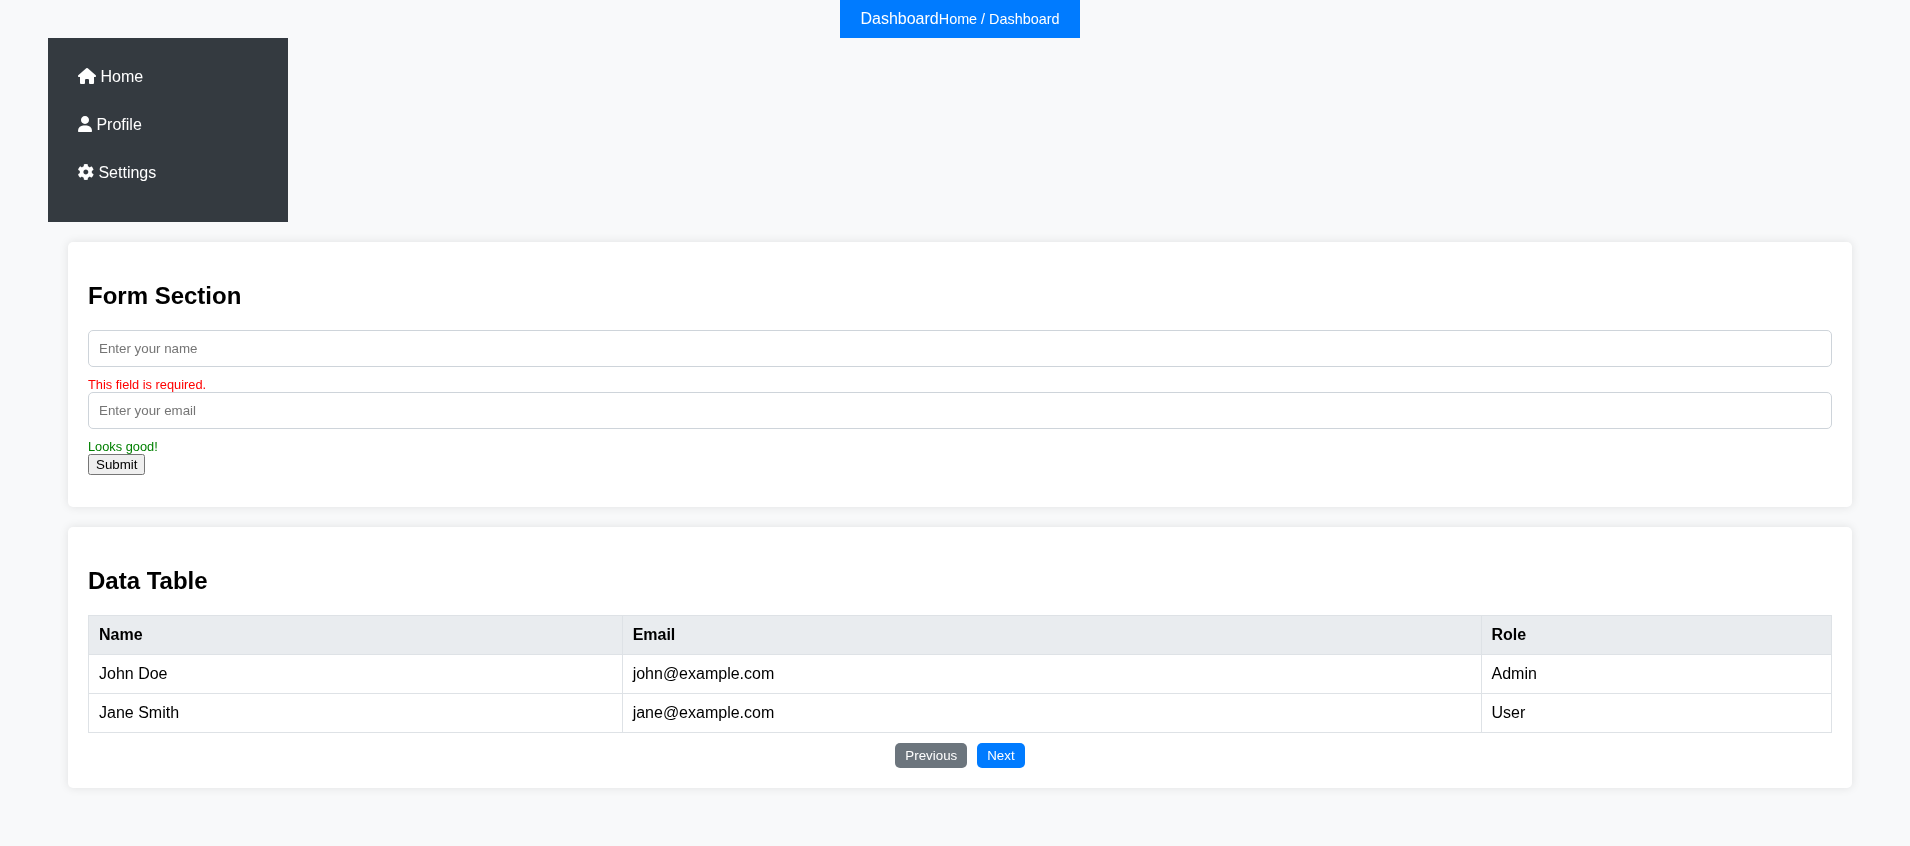 DashboardHome / Dashboard
Home
Profile
Settings
Form Section
Enter your name
This field is required.
Enter your email
Looks good!
Submit
Data Table
Name Email Role
John Doe john@example.com Admin
Jane Smith jane@example.com User
Previous Next